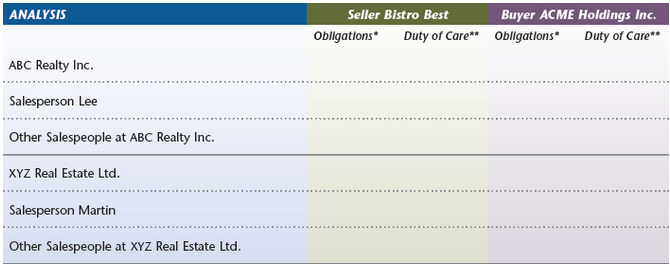 ANALYSIS Seller Bistro Best Buyer ACME Holdings Inc.
Obligations* Duty of Care** Obligations* Duty of Care**
ABC Realty Inc.
Salesperson Lee
Other Salespeople at ABC Realty Inc.
XYZ Real Estate Ltd.
Salesperson Martin
Other Salespeople at XYZ Real Estate Ltd.